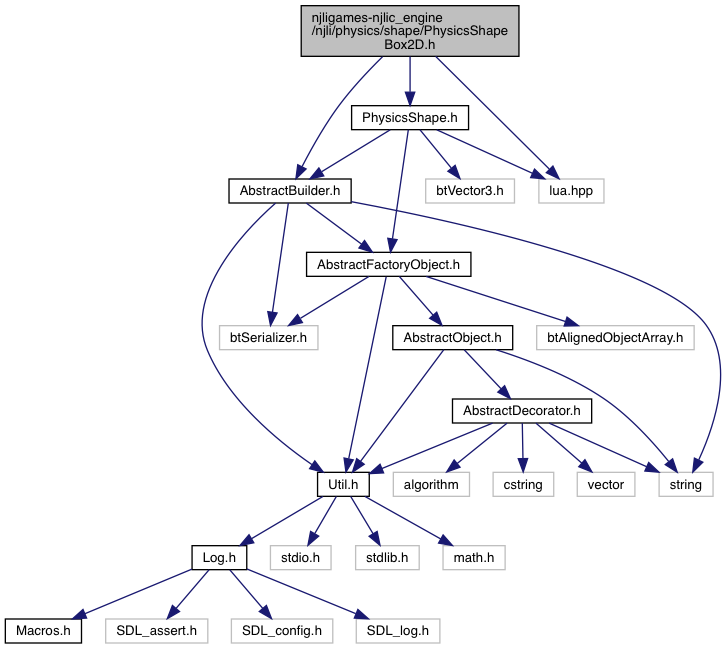 njligames-njlic_engine
/njli/physics/shape/PhysicsShape
Box2D.h
PhysicsShape.h
AbstractBuilder.h
btVector3.h
lua.hpp
AbstractFactoryObject.h
btSerializer.h
AbstractObject.h
btAlignedObjectArray.h
AbstractDecorator.h
Util.h
algorithm
cstring
vector
string
Log.h
stdio.h
stdlib.h
math.h
Macros.h
SDL_assert.h
SDL_config.h
SDL_log.h